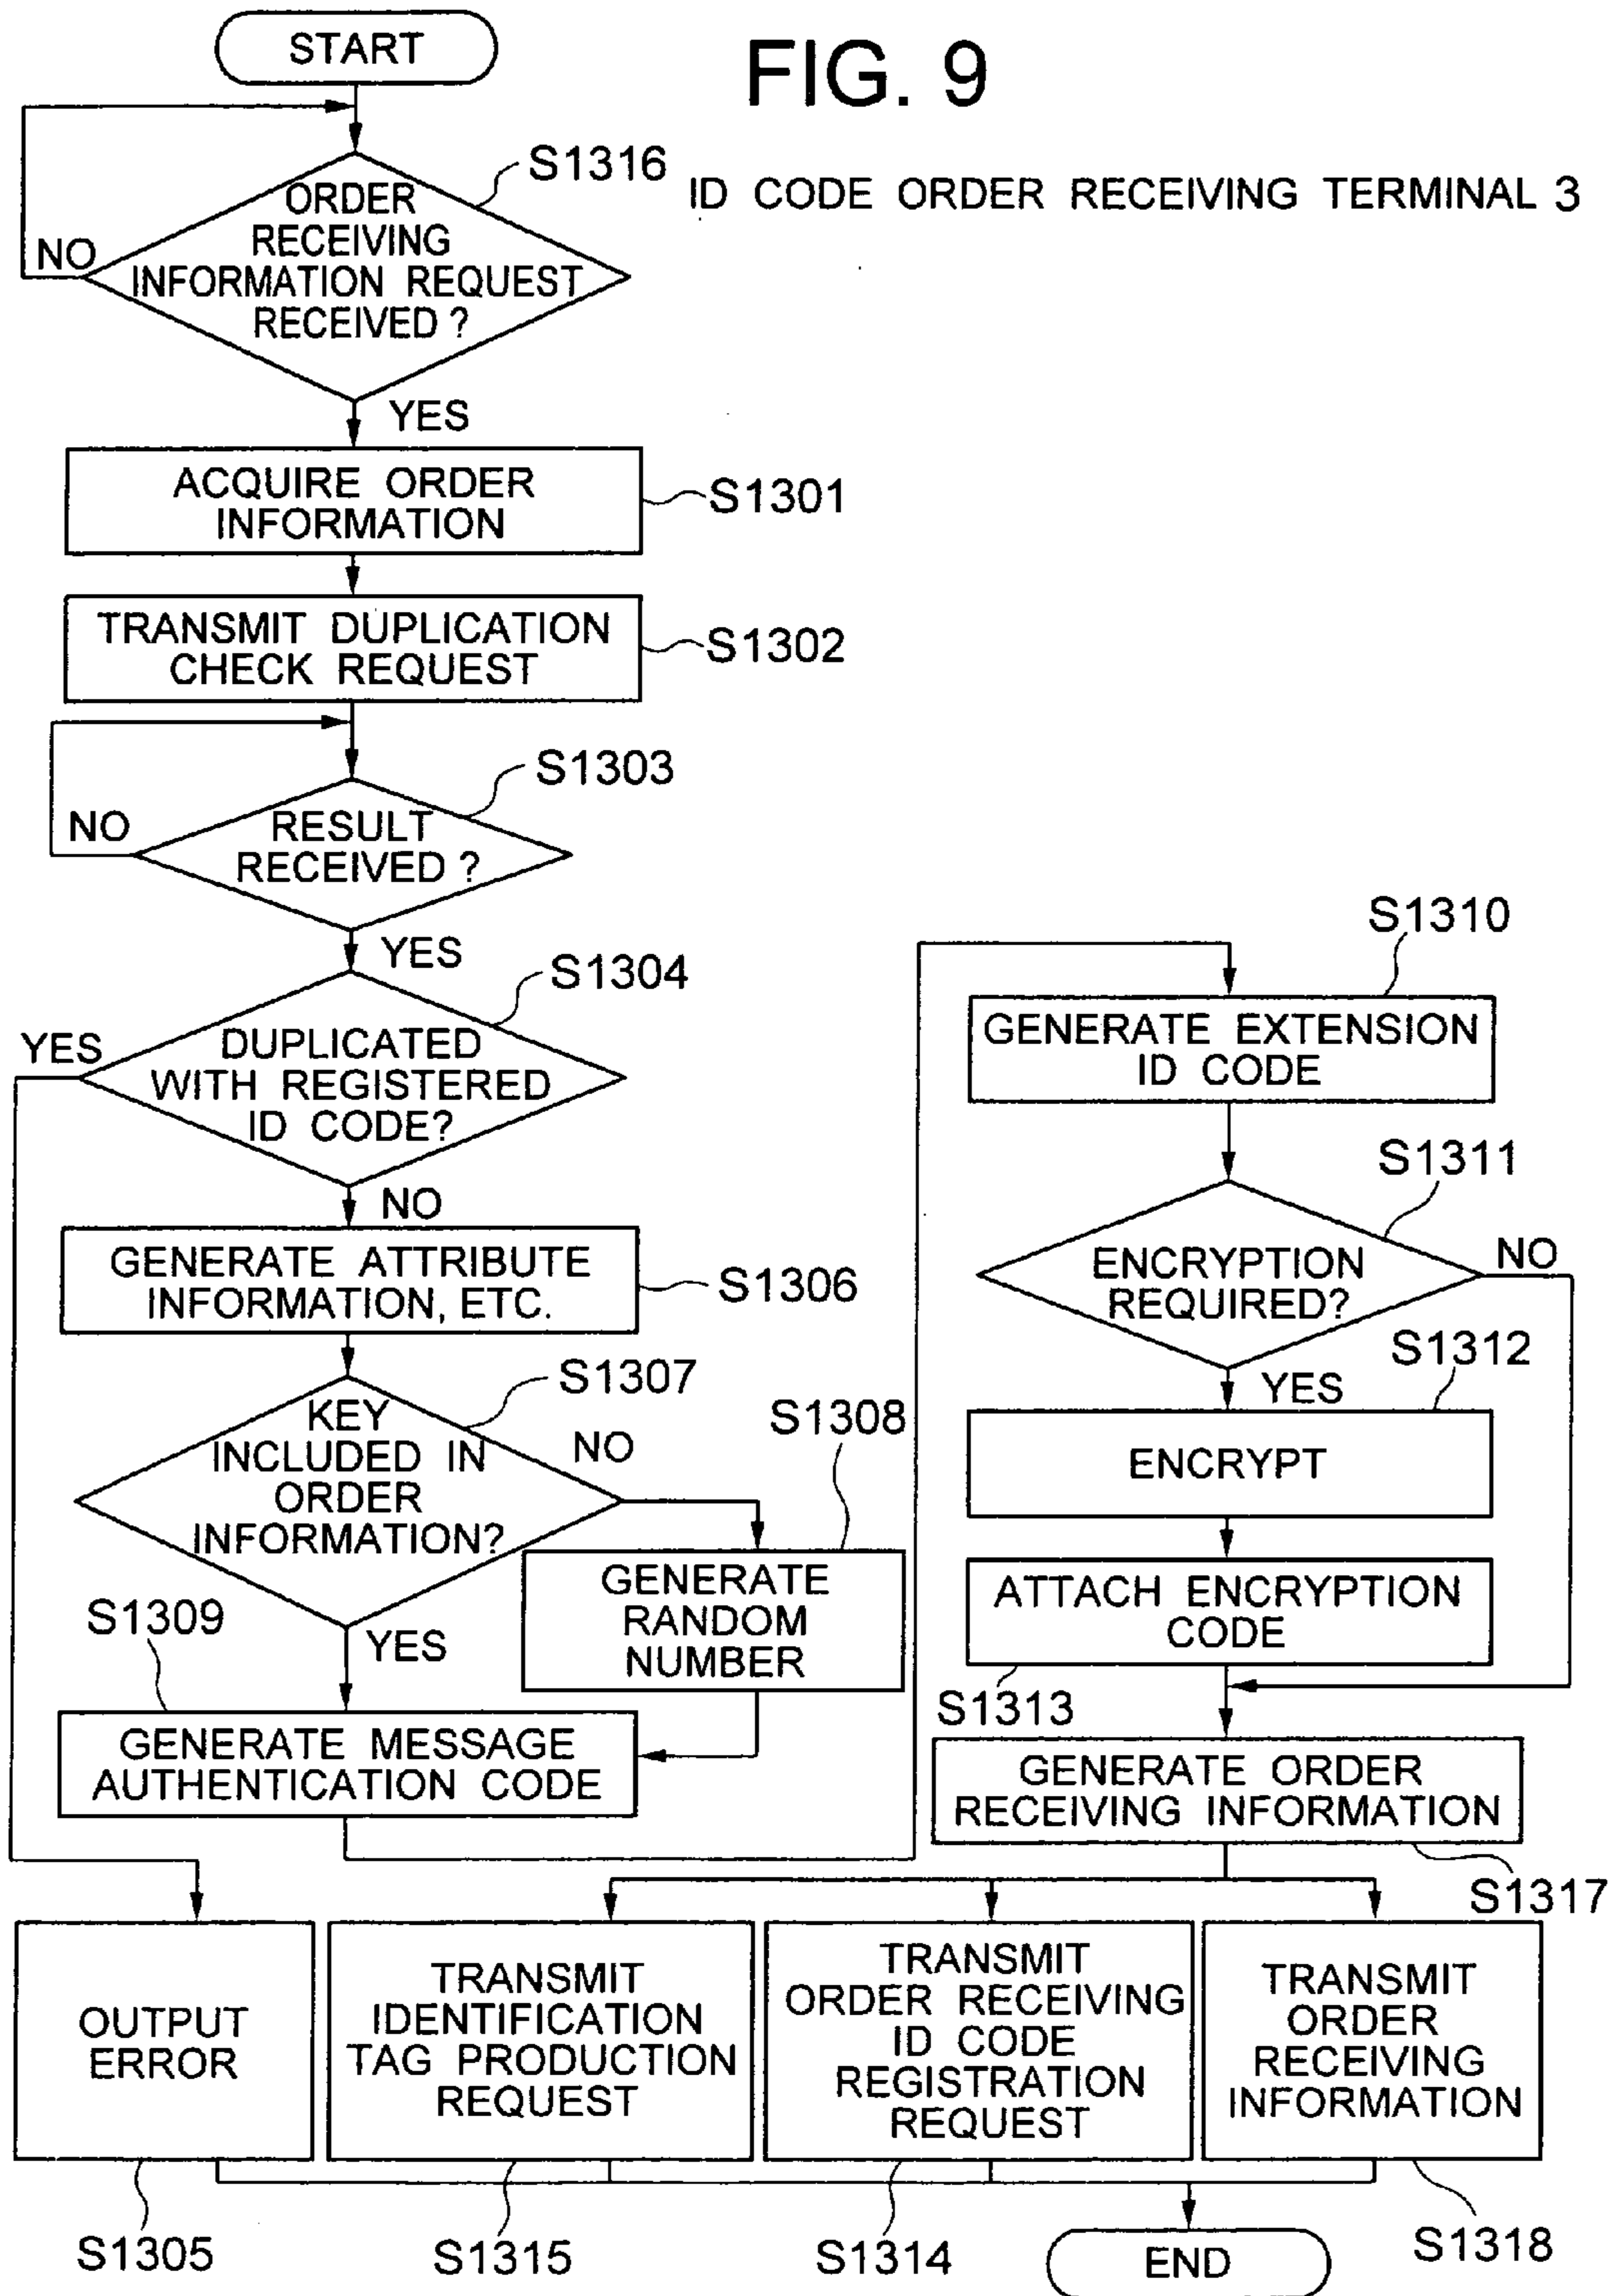 START
FIG. 9
ID CODE ORDER RECEIVING TERMINAL 3
S1316
ORDER
RECEIVING
INFORMATION REQUEST
RECEIVED ?
NO
YES
ACQUIRE ORDER
INFORMATION
S1301
TRANSMIT DUPLICATION
CHECK REQUEST
S1302
S1303
RESULT
RECEIVED ?
NO
YES
S1304
DUPLICATED
WITH REGISTERED
ID CODE?
YES
NO
GENERATE ATTRIBUTE
INFORMATION, ETC.
S1306
S1307
KEY
INCLUDED IN
ORDER
INFORMATION?
NO
S1308
GENERATE
RANDOM
NUMBER
YES
S1309
GENERATE MESSAGE
AUTHENTICATION CODE
S1310
GENERATE EXTENSION
ID CODE
S1311
ENCRYPTION
REQUIRED?
NO
YES
S1312
ENCRYPT
ATTACH ENCRYPTION
CODE
S1313
GENERATE ORDER
RECEIVING INFORMATION
S1317
OUTPUT
ERROR
TRANSMIT
IDENTIFICATION
TAG PRODUCTION
REQUEST
TRANSMIT
ORDER RECEIVING
ID CODE
REGISTRATION
REQUEST
TRANSMIT
ORDER
RECEIVING
INFORMATION
S1305
S1315
S1314
S1318
END